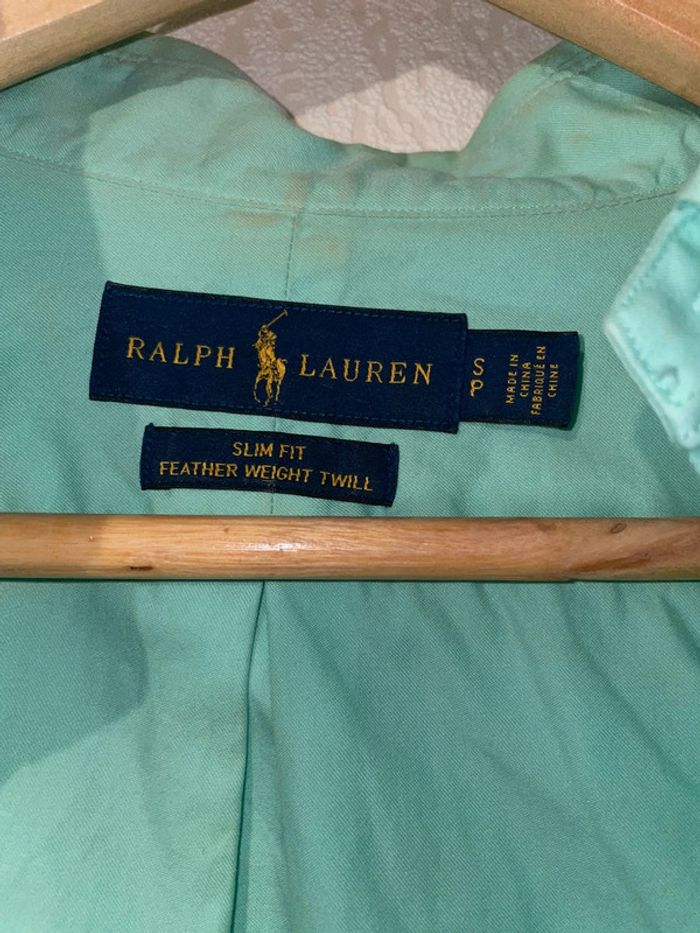 RALPH LAUREN
S
P
MADE IN
CHINA
FABRIQUÉ EN
CHINE
SLIM FIT
FEATHER WEIGHT TWILL